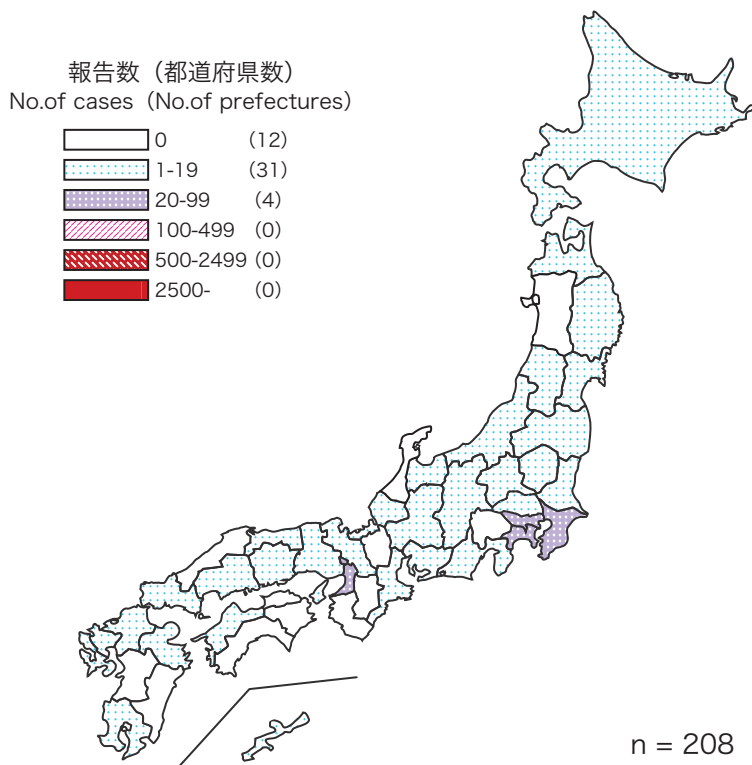 報告数（都道府県数）
No.of cases（No.of prefectures）
0 (12)
1-19 (31)
20-99 (4)
100-499 (0)
500-2499 (0)
2500- (0)
n = 208